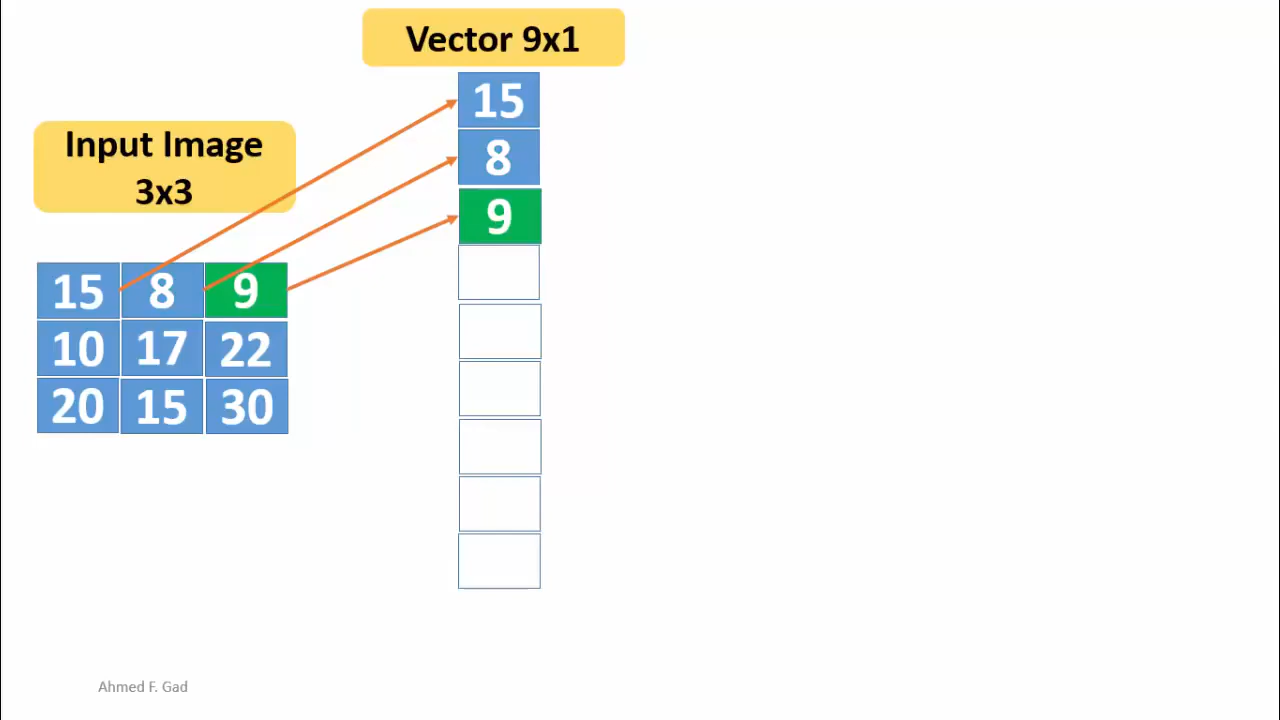 Vector 9x1
Input Image
3x3
15
8
9
15 8 9
10 17 22
20 15 30
Ahmed F. Gad